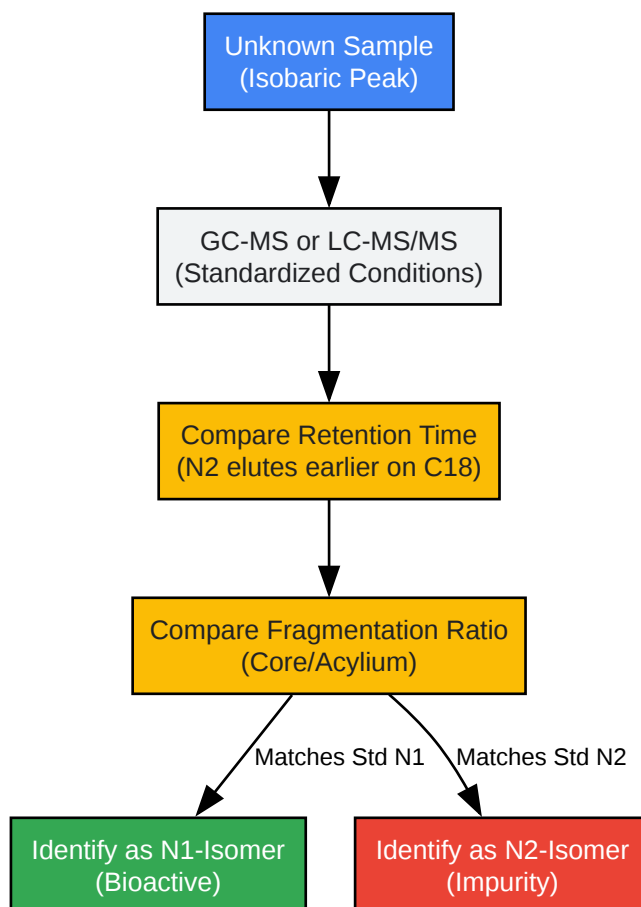 Unknown Sample
(Isobaric Peak)
GC-MS or LC-MS/MS
(Standardized Conditions)
Compare Retention Time
(N2 elutes earlier on C18)
Compare Fragmentation Ratio
(Core/Acylium)
Matches Std N1
Matches Std N2
Identify as N1-Isomer
(Bioactive)
Identify as N2-Isomer
(Impurity)